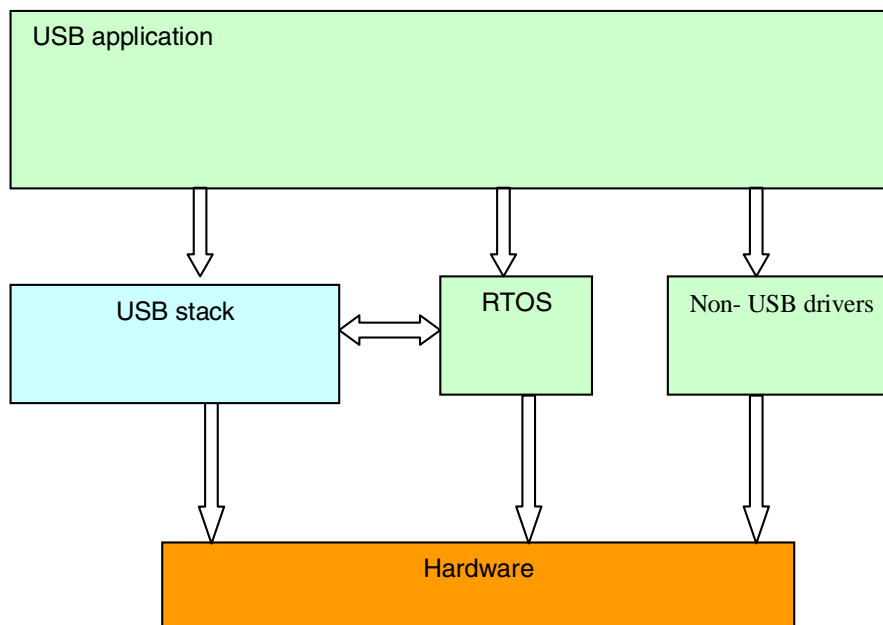 USB application
USB stack
RTOS
Non- USB drivers
Hardware